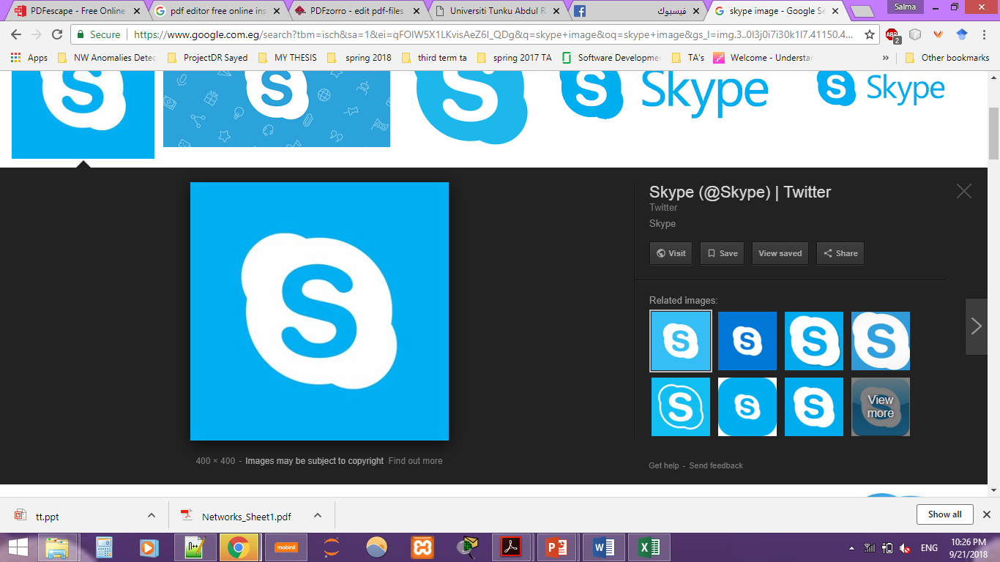 PDFescape - Free Online
pdf editor free online ins
PDFzorro - edit pdf-files
Universiti Tunku Abdul R
فيسبوك
skype image - Google Se
Salma
Secure
https://www.google.com.eg/search?tbm=isch&sa=1&ei=qFOlW5X1LKvisAeZ6I_QDg&q=skype+image&oq=skype+image&gs_l=img.3..0l3j0i7i30k1l7.41150.4...
ABP
2
Apps
NW Anomalies Detec
ProjectDR Sayed
MY THESIS
spring 2018
third term ta
spring 2017 TA
Software Developme
TA's
Welcome - Understar
»
Other bookmarks
S
S
S
S Skype
S Skype
S
Skype (@Skype) | Twitter
Twitter
Skype
Visit
Save
View saved
Share
Related images:
S
S
S
S
S
S
S
View
more
400 × 400 - Images may be subject to copyright Find out more
Get help - Send feedback
tt.ppt
Networks_Sheet1.pdf
Show all
mobinil
ENG
10:26 PM
9/21/2018